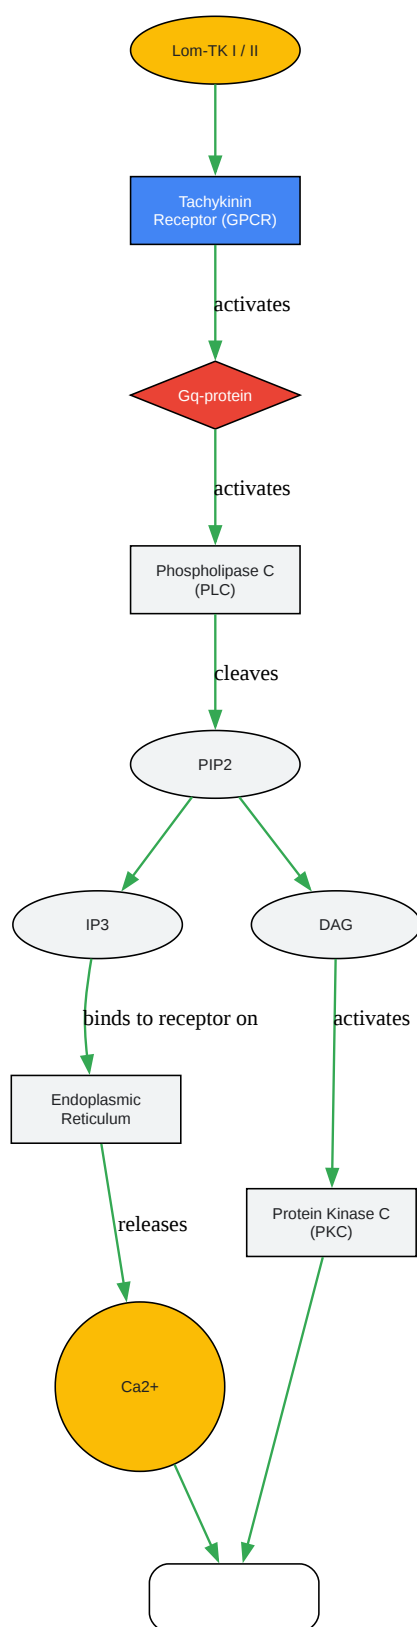 Lom-TK I / II
Tachykinin
Receptor (GPCR)
activates
Gq-protein
activates
Phospholipase C
(PLC)
cleaves
PIP2
IP3
DAG
binds to receptor on
activates
Endoplasmic
Reticulum
Protein Kinase C
(PKC)
releases
Ca2+